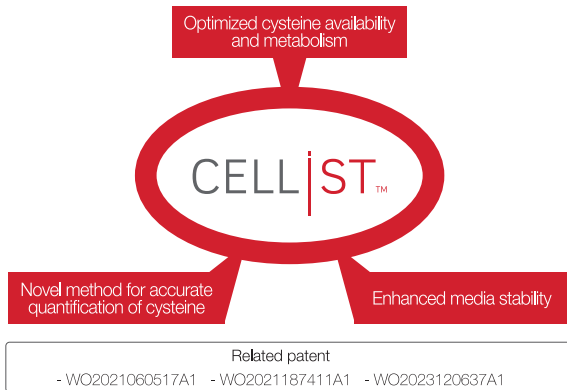 Optimized cysteine availability
and metabolism
CELLiST™
Novel method for accurate
quantification of cysteine
Enhanced media stability
Related patent
- WO2021060517A1 - WO2021187411A1 - WO2023120637A1